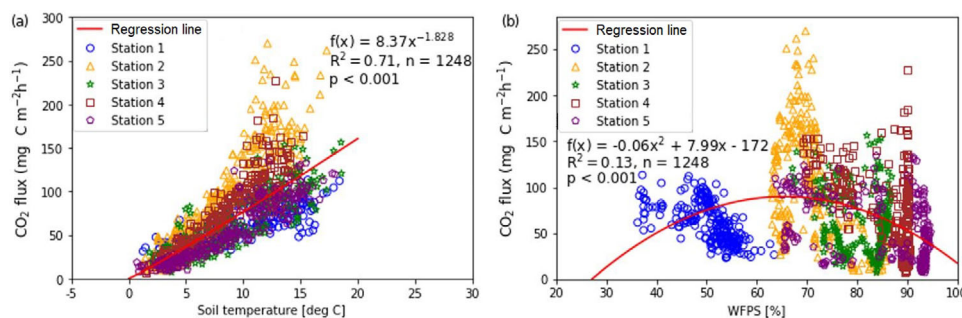 (a)
300
250
200
150
100
50
0
CO₂ flux (mg C m⁻²h⁻¹)
Regression line
Station 1
Station 2
Station 3
Station 4
Station 5
f(x) = 8.37x⁻¹·⁸²⁸
R² = 0.71, n = 1248
p < 0.001
-5 0 5 10 15 20 25 30
Soil temperature [deg C]
(b)
250
200
150
100
50
0
CO₂ flux (mg C m⁻²h⁻¹)
Regression line
Station 1
Station 2
Station 3
Station 4
Station 5
f(x) = -0.06x² + 7.99x - 172
R² = 0.13, n = 1248
p < 0.001
20 30 40 50 60 70 80 90 100
WFPS [%]